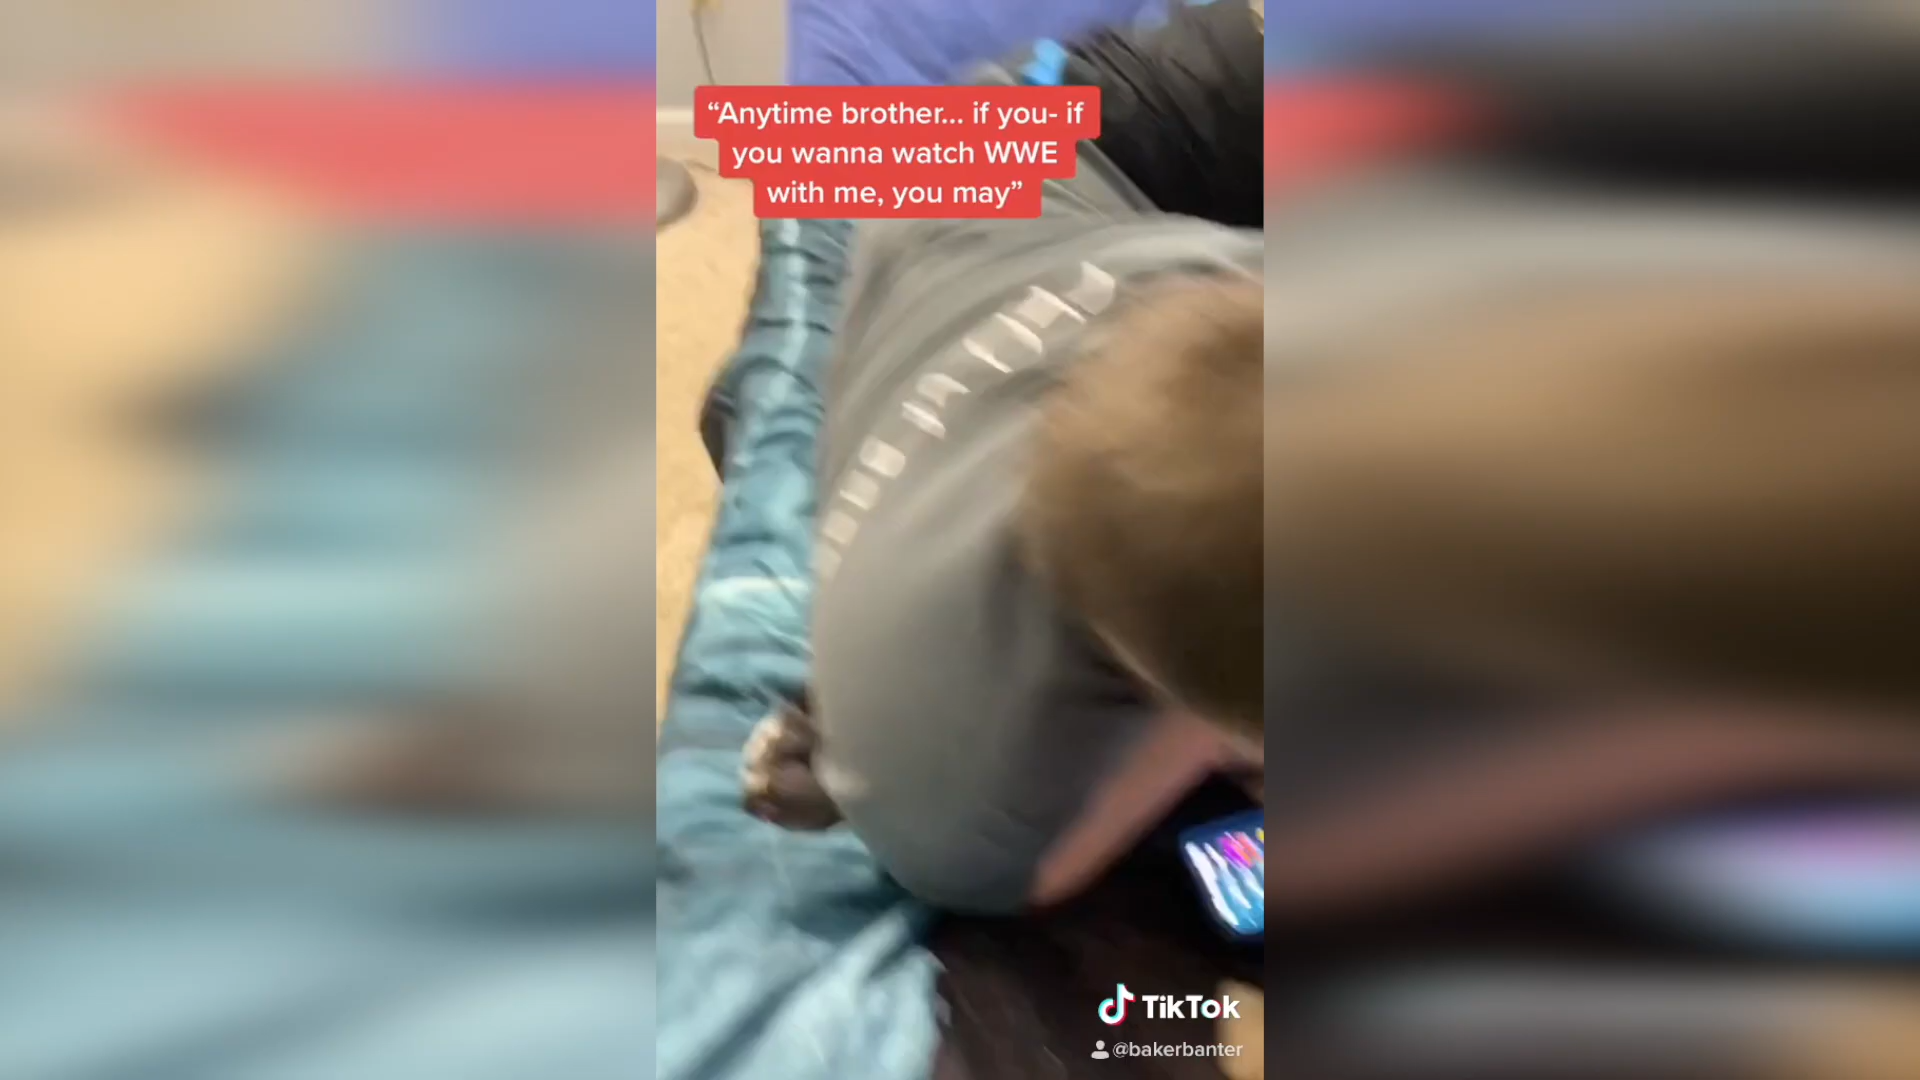 “Anytime brother... if you- if
you wanna watch WWE
with me, you may”
TikTok
@bakerbanter